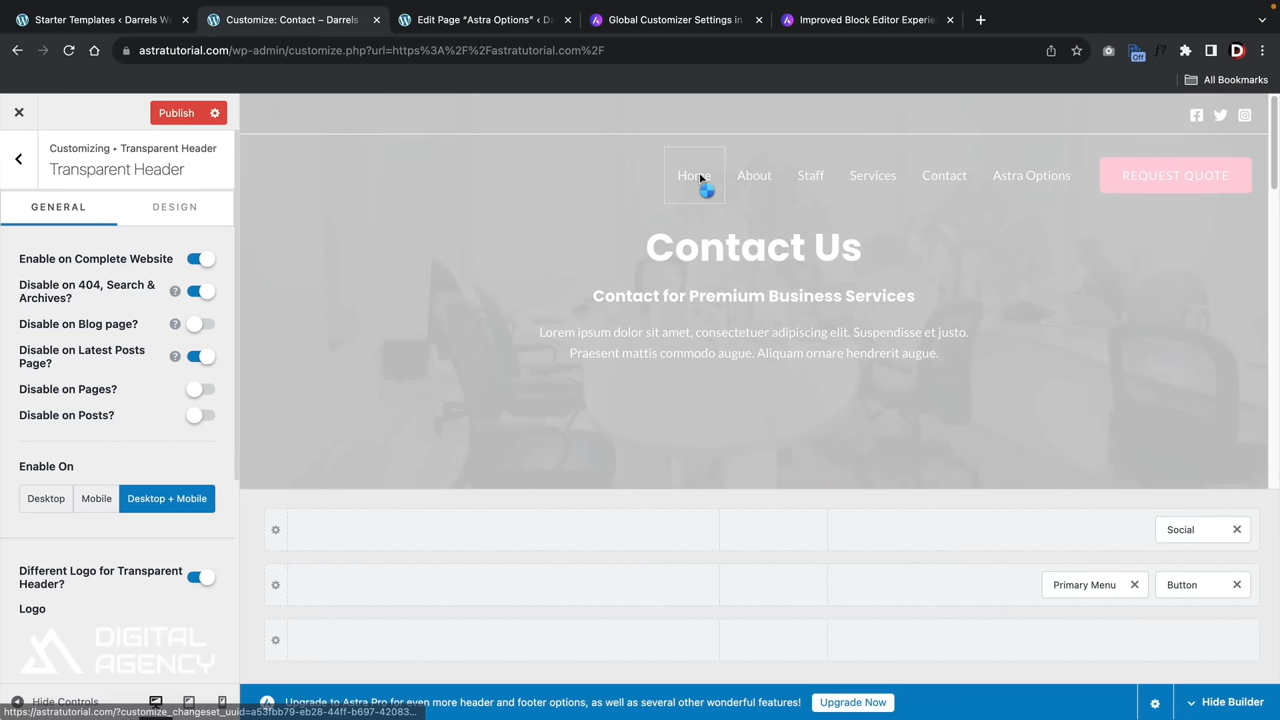 Starter Templates ‹ Darrels W
Customize: Contact – Darrels
Edit Page “Astra Options” ‹ D
Global Customizer Settings in
Improved Block Editor Experie
astratutorial.com/wp-admin/customize.php?url=https%3A%2F%2Fastratutorial.com%2F
Off
f?
D
All Bookmarks
Publish
Customizing ▸ Transparent Header
Transparent Header
GENERAL
DESIGN
Enable on Complete Website
Disable on 404, Search &
Archives?
?
Disable on Blog page?
?
Disable on Latest Posts
Page?
?
Disable on Pages?
Disable on Posts?
Enable On
Desktop
Mobile
Desktop + Mobile
Different Logo for Transparent
Header?
Logo
DIGITAL
AGENCY
Hide Controls
https://astratutorial.com/?customize_changeset_uuid=a53fbb79-eb28-44ff-b697-42083...
Home
About
Staff
Services
Contact
Astra Options
REQUEST QUOTE
Contact Us
Contact for Premium Business Services
Lorem ipsum dolor sit amet, consectetuer adipiscing elit. Suspendisse et justo.
Praesent mattis commodo augue. Aliquam ornare hendrerit augue.
Social
Primary Menu
Button
Upgrade to Astra Pro for even more header and footer options, as well as several other wonderful features!
Upgrade Now
Hide Builder